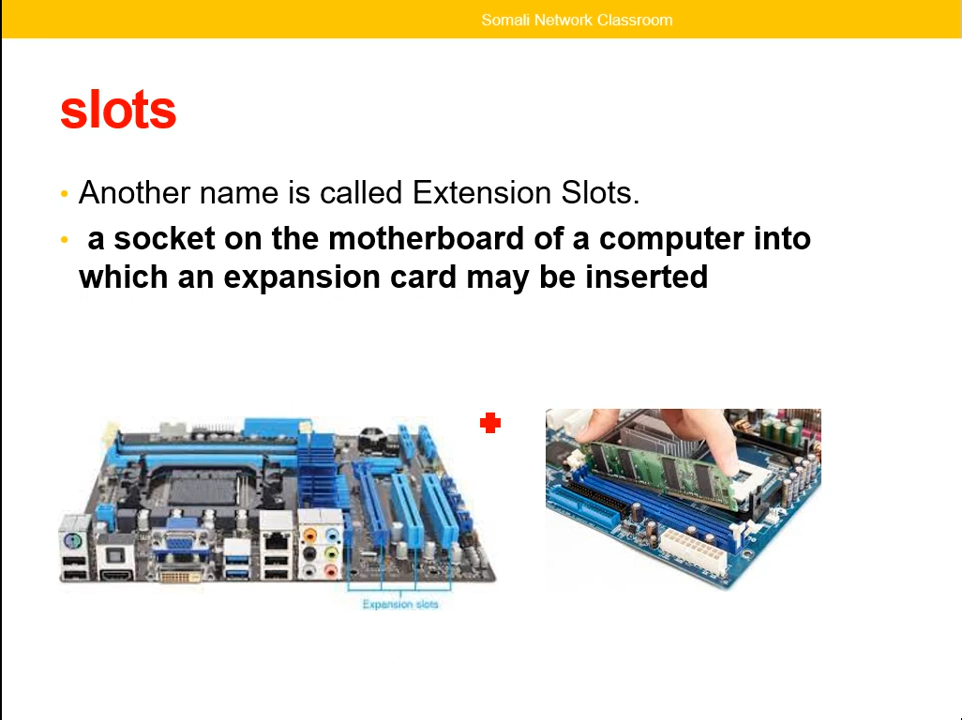 Somali Network Classroom
slots
• Another name is called Extension Slots.
• a socket on the motherboard of a computer into
which an expansion card may be inserted
Expansion slots